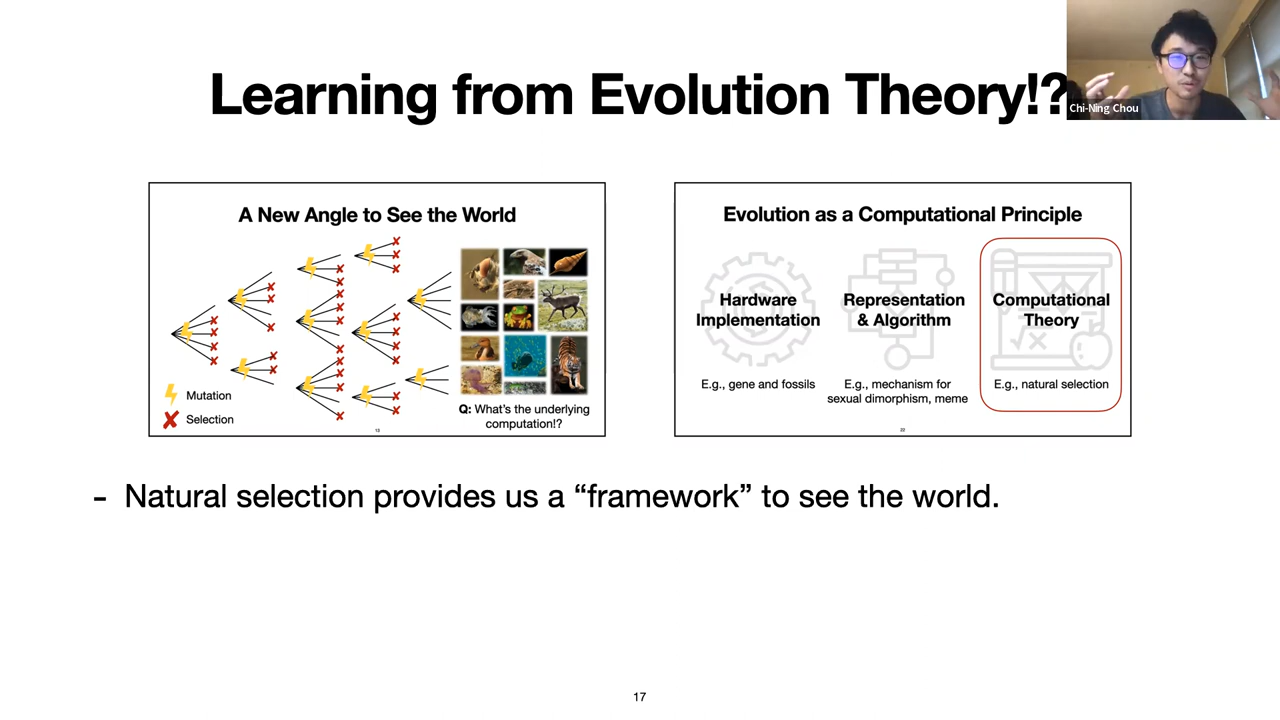 Learning from Evolution Theory!?
Chi-Ning Chou
A New Angle to See the World
Mutation
Selection
Q: What's the underlying
computation!?
Evolution as a Computational Principle
Hardware
Implementation
E.g., gene and fossils
Representation
& Algorithm
E.g., mechanism for
sexual dimorphism, meme
Computational
Theory
E.g., natural selection
22
- Natural selection provides us a “framework” to see the world.
17